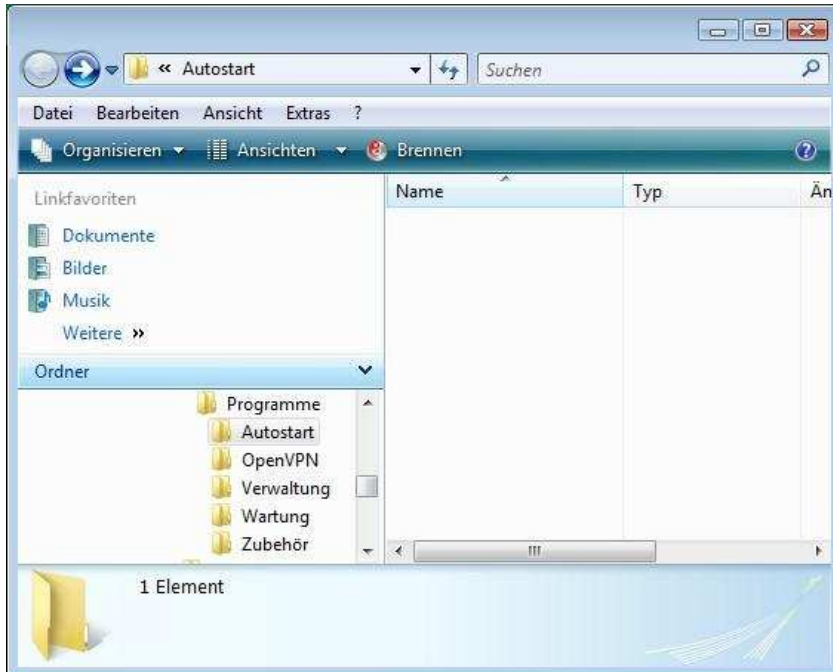 « Autostart
Suchen
Datei Bearbeiten Ansicht Extras ?
Organisieren Ansichten Brennen ?
Linkfavoriten
Name Typ Än
Dokumente
Bilder
Musik
Weitere »
Ordner
Programme
Autostart
OpenVPN
Verwaltung
Wartung
Zubehör
1 Element